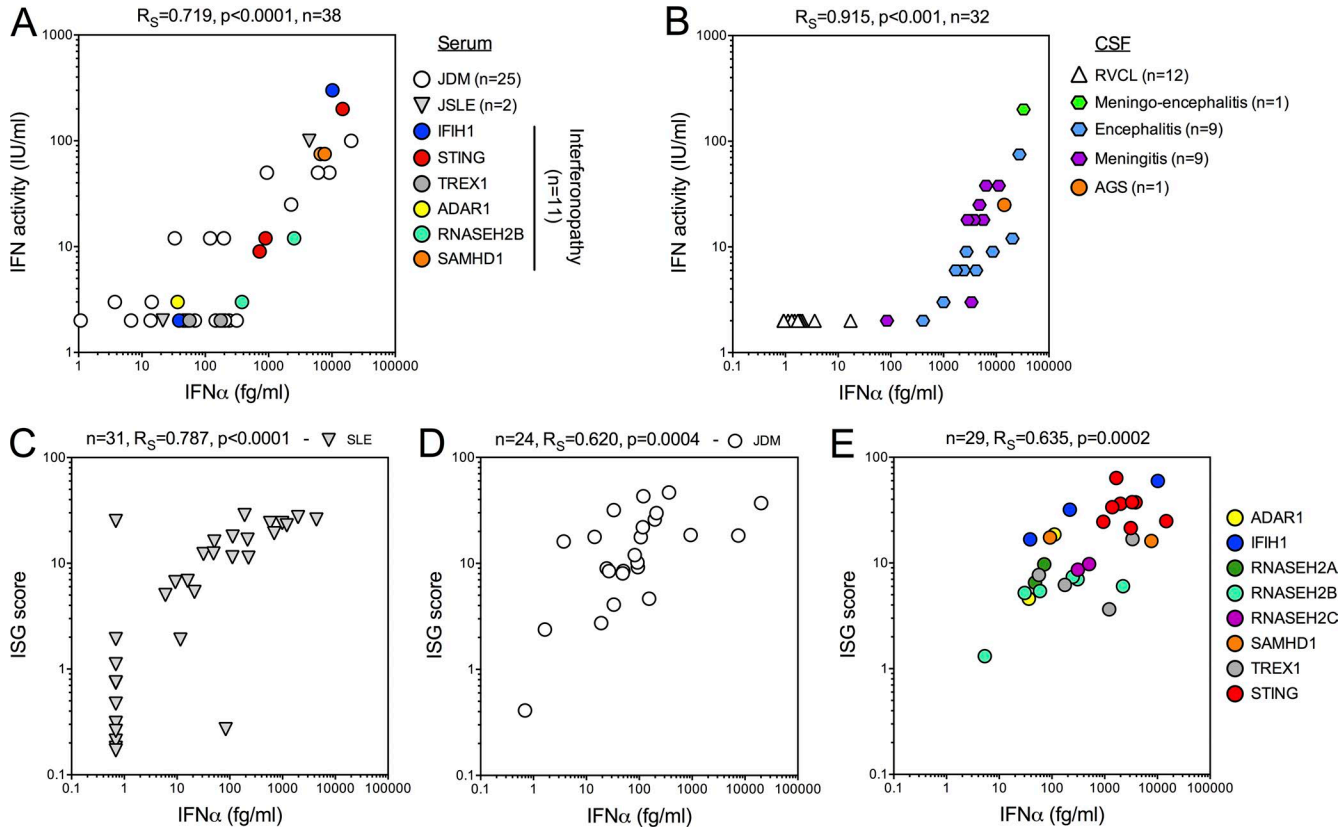 A
R_S=0.719, p<0.0001, n=38
IFN activity (IU/ml)
1000
100
10
1
1 10 100 1000 10000 100000
IFNα (fg/ml)
Serum
JDM (n=25)
JSLE (n=2)
IFIH1
STING
TREX1
ADAR1
RNASEH2B
SAMHD1
Interferonopathy
(n=11)
B
R_S=0.915, p<0.001, n=32
IFN activity (IU/ml)
1000
100
10
1
0.1 1 10 100 1000 10000 100000
IFNα (fg/ml)
CSF
RVCL (n=12)
Meningo-encephalitis (n=1)
Encephalitis (n=9)
Meningitis (n=9)
AGS (n=1)
C
n=31, R_S=0.787, p<0.0001 - SLE
ISG score
100
10
1
0.1
0.1 1 10 100 1000 10000 100000
IFNα (fg/ml)
D
n=24, R_S=0.620, p=0.0004 - JDM
ISG score
100
10
1
0.1
0.1 1 10 100 1000 10000 100000
IFNα (fg/ml)
E
n=29, R_S=0.635, p=0.0002
ISG score
100
10
1
0.1
0.1 1 10 100 1000 10000 100000
IFNα (fg/ml)
ADAR1
IFIH1
RNASEH2A
RNASEH2B
RNASEH2C
SAMHD1
TREX1
STING